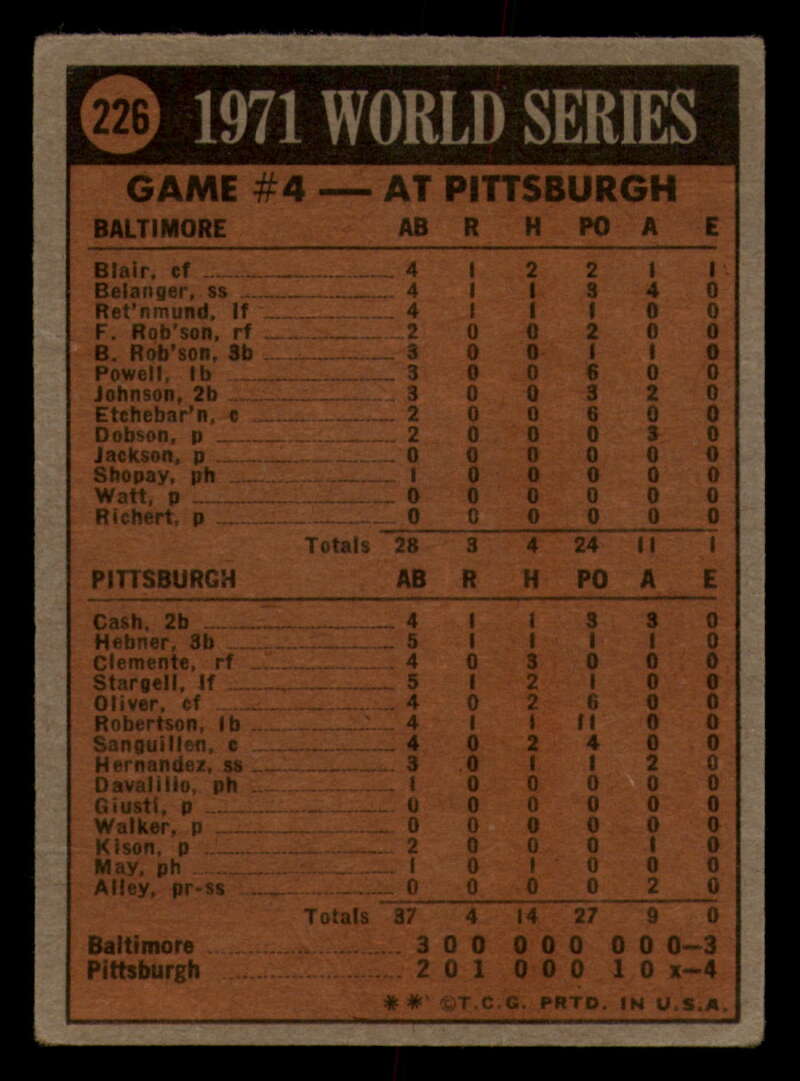 226 1971 WORLD SERIES
GAME #4 — AT PITTSBURGH
BALTIMORE AB R H PO A E
Blair, cf 4 1 2 2 1 1
Belanger, ss 4 1 1 3 4 0
Ret'nmund, lf 4 1 1 1 0 0
F. Rob'son, rf 2 0 0 2 0 0
B. Rob'son, 3b 3 0 0 1 1 0
Powell, 1b 3 0 0 6 0 0
Johnson, 2b 3 0 0 3 2 0
Etchebar'n, c 2 0 0 6 0 0
Dobson, p 2 0 0 0 3 0
Jackson, p 0 0 0 0 0 0
Shopay, ph 1 0 0 0 0 0
Watt, p 0 0 0 0 0 0
Richert, p 0 0 0 0 0 0
Totals 28 3 4 24 11 1
PITTSBURGH AB R H PO A E
Cash, 2b 4 1 1 3 3 0
Hebner, 3b 5 1 1 1 1 0
Clemente, rf 4 0 3 0 0 0
Stargell, lf 5 1 2 1 0 0
Oliver, cf 4 0 2 6 0 0
Robertson, 1b 4 1 1 11 0 0
Sanguillen, c 4 0 2 4 0 0
Hernandez, ss 3 0 1 1 2 0
Davalillo, ph 1 0 0 0 0 0
Giusti, p 0 0 0 0 0 0
Walker, p 0 0 0 0 0 0
Kison, p 2 0 0 0 1 0
May, ph 1 0 1 0 0 0
Alley, pr-ss 0 0 0 0 2 0
Totals 37 4 14 27 9 0
Baltimore 3 0 0 0 0 0 0 0 0—3
Pittsburgh 2 0 1 0 0 0 1 0 x—4
** ©T.C.G. PRTD. IN U.S.A.